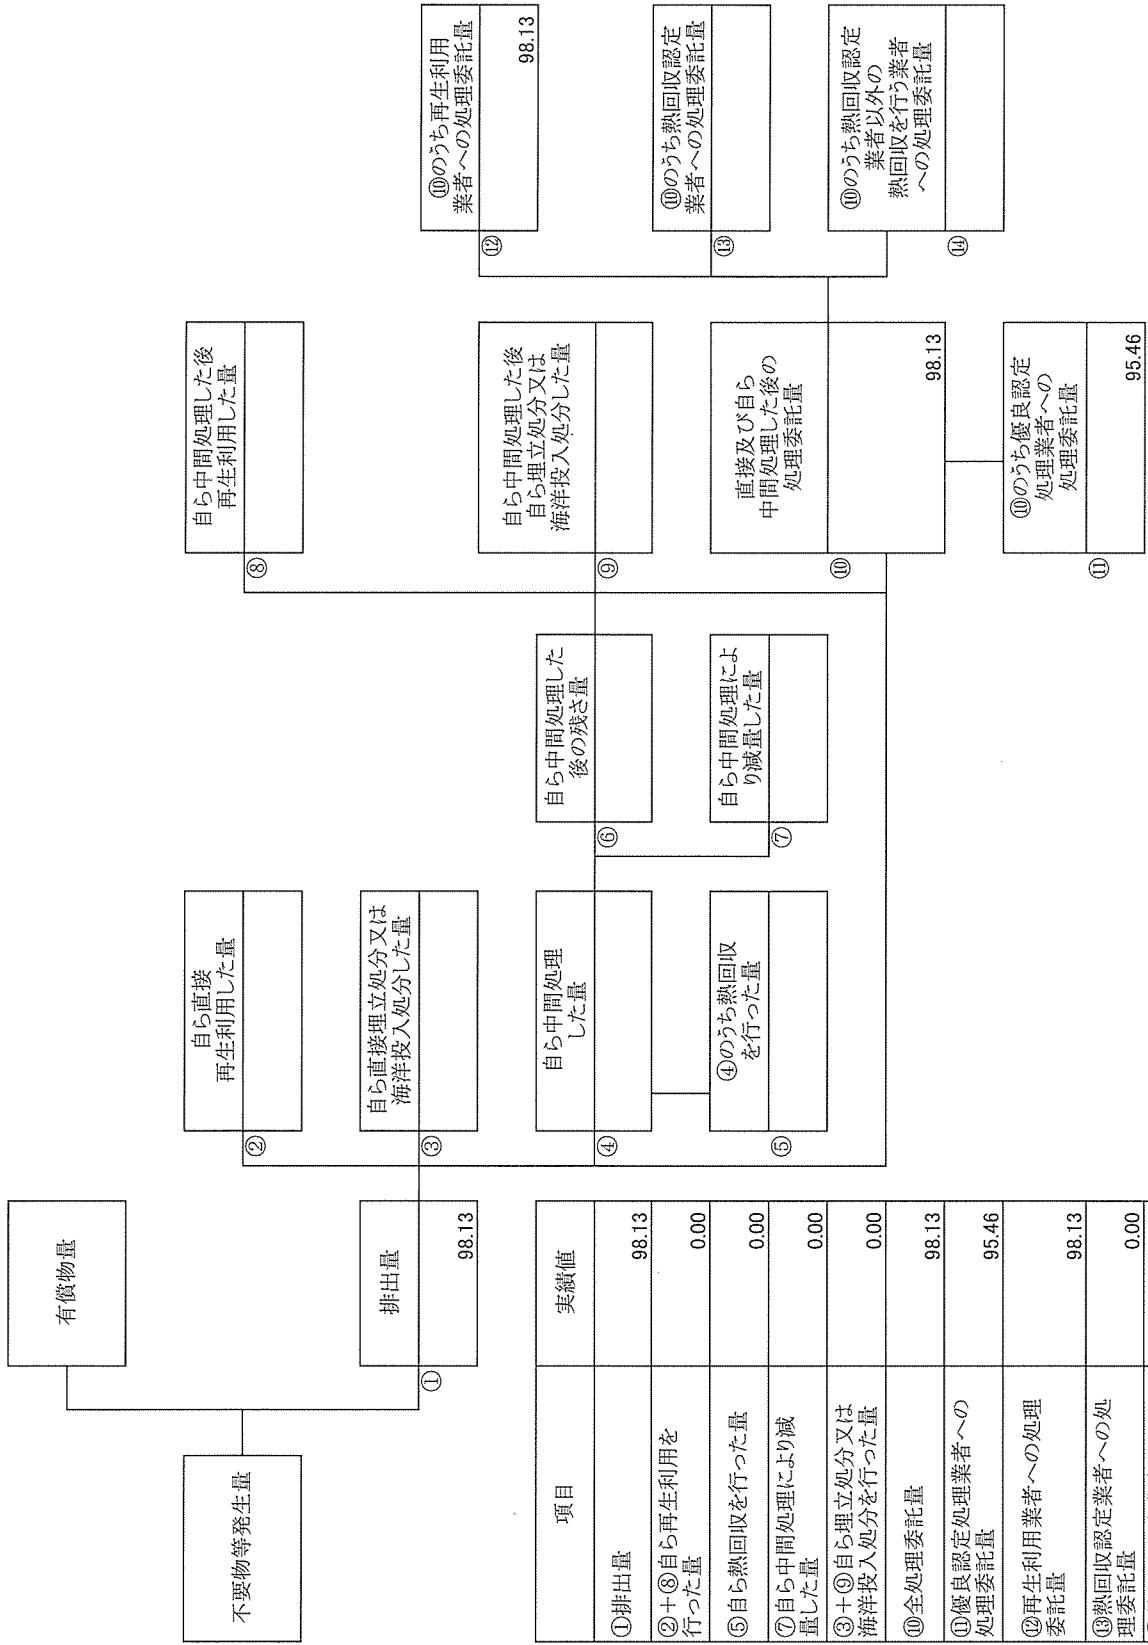 不要物等発生量
有償物量
排出量
①
98.13
自ら直接
再生利用した量
②
自ら直接埋立処分又は
海洋投入処分した量
③
自ら中間処理
した量
④
④のうち熱回収
を行った量
⑤
自ら中間処理した
後の残さ量
⑥
自ら中間処理によ
り減量した量
⑦
自ら中間処理した後
再生利用した量
⑧
自ら中間処理した後
自ら埋立処分又は
海洋投入処分した量
⑨
直接及び自ら
中間処理した後の
処理委託量
⑩
98.13
⑩のうち優良認定
処理業者への
処理委託量
⑪
95.46
⑩のうち再生利用
業者への処理委託量
⑫
98.13
⑩のうち熱回収認定
業者への処理委託量
⑬
⑩のうち熱回収認定
業者以外の
熱回収を行う業者
への処理委託量
⑭
項目 実績値
①排出量 98.13
②+⑧自ら再生利用を
行った量 0.00
⑤自ら熱回収を行った量 0.00
⑦自ら中間処理により減
量した量 0.00
③+⑨自ら埋立処分又は
海洋投入処分を行った量 0.00
⑩全処理委託量 98.13
⑪優良認定処理業者への
処理委託量 95.46
⑫再生利用業者への処理
委託量 98.13
⑬熱回収認定業者への処
理委託量 0.00